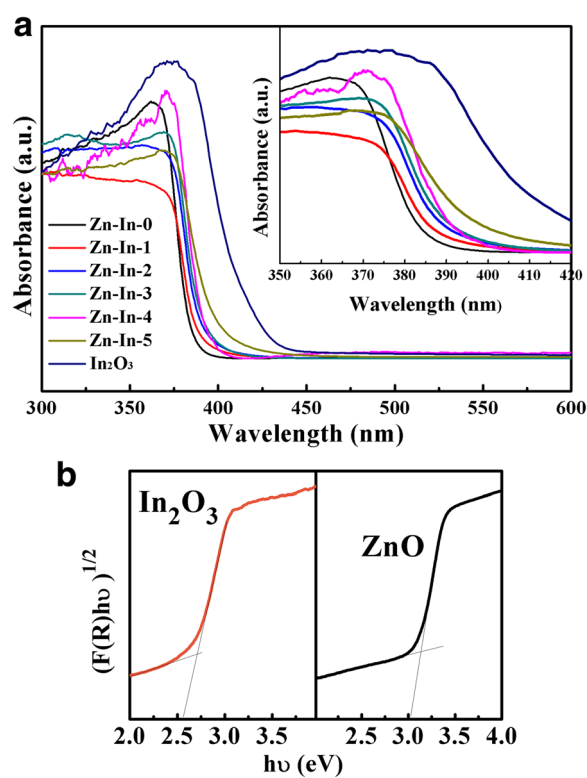 a
Absorbance (a.u.)
Zn-In-0
Zn-In-1
Zn-In-2
Zn-In-3
Zn-In-4
Zn-In-5
In₂O₃
300 350 400 450 500 550 600
Wavelength (nm)
Absorbance (a.u.)
350 360 370 380 390 400 410 420
Wavelength (nm)
b
(F(R)hυ)^1/2
In₂O₃
ZnO
2.0 2.5 3.0 3.5 2.5 3.0 3.5 4.0
hυ (eV)